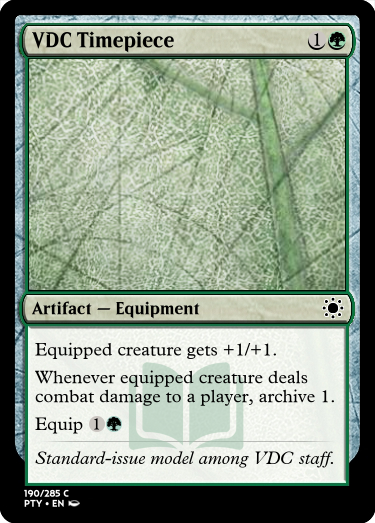 VDC Timepiece 1
Artifact — Equipment
Equipped creature gets +1/+1.
Whenever equipped creature deals
combat damage to a player, archive 1.
Equip 1
Standard-issue model among VDC staff.
190/285 C
PTY • EN